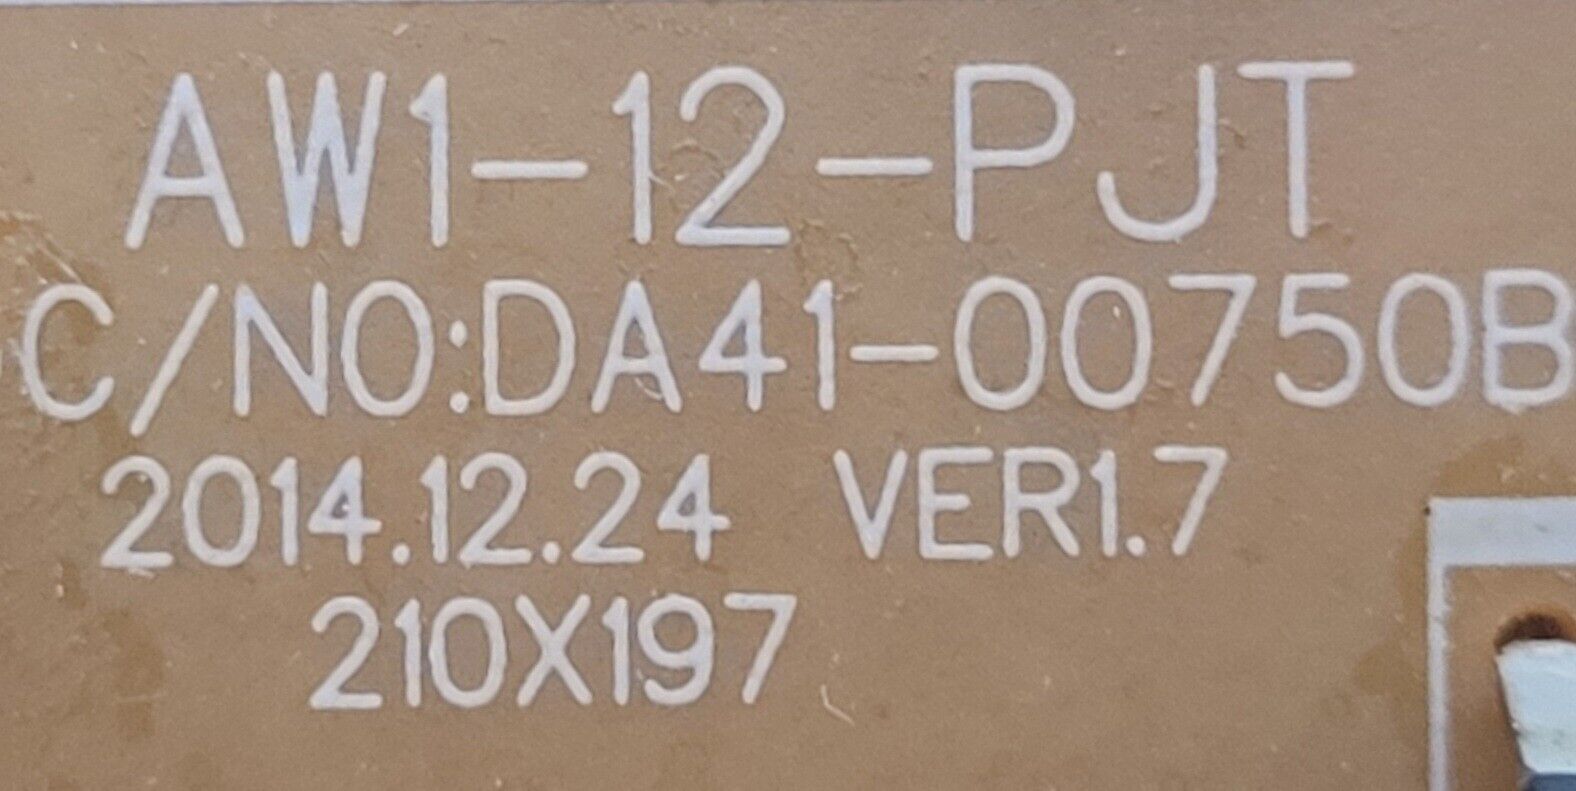 AW1-12-PJT
C/NO:DA41-00750B
2014.12.24 VER1.7
210X197